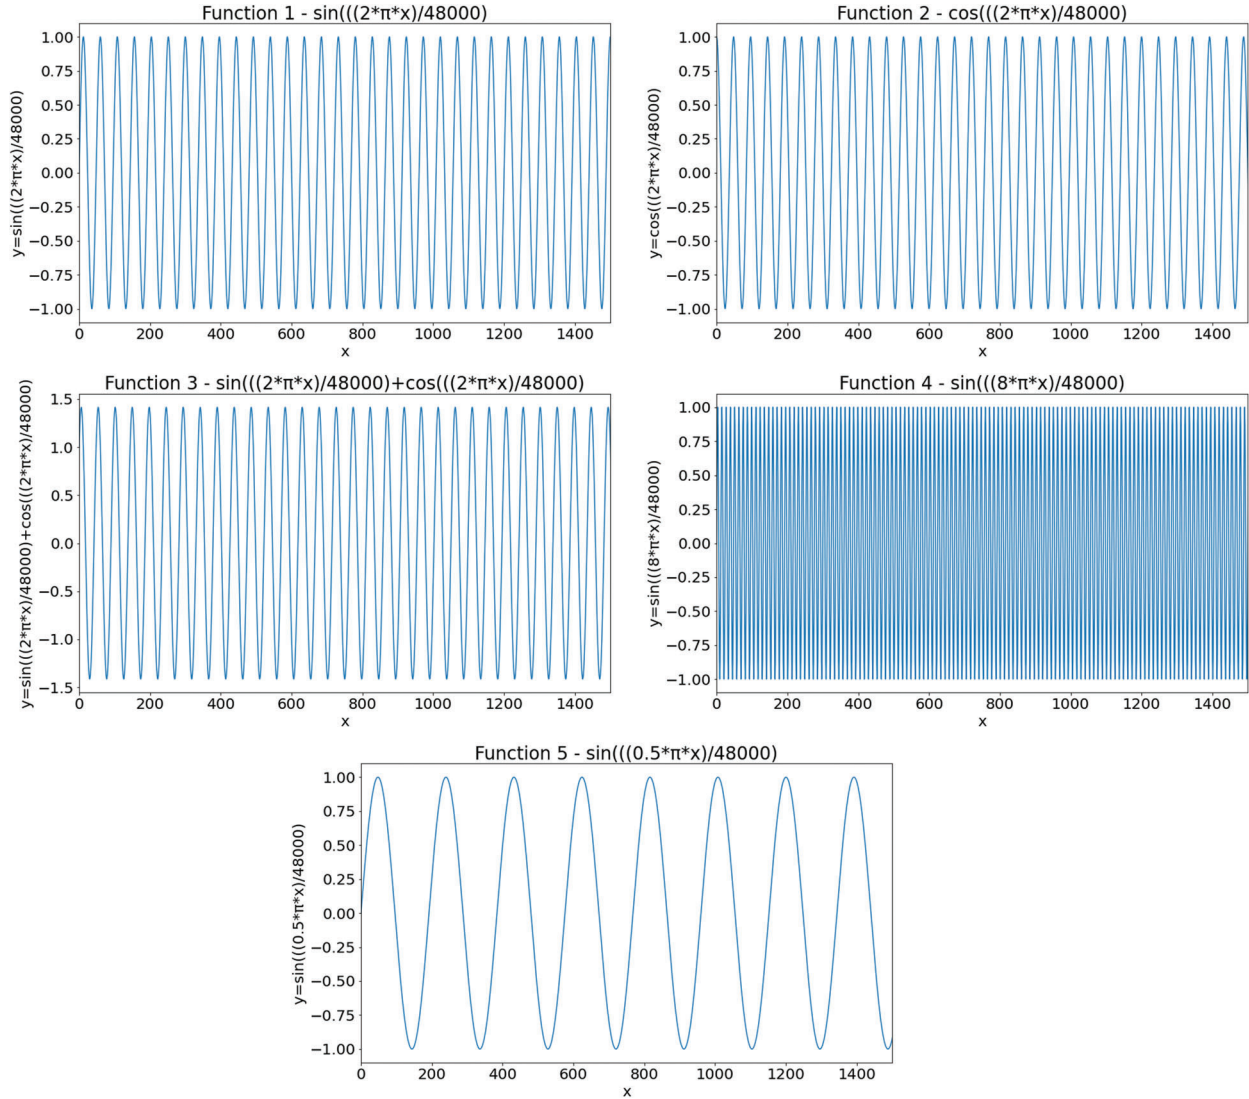 Function 1 - sin(((2*π*x)/48000)
y=sin(((2*π*x)/48000)
1.00
0.75
0.50
0.25
0.00
−0.25
−0.50
−0.75
−1.00
0 200 400 600 800 1000 1200 1400
x
Function 2 - cos(((2*π*x)/48000)
y=cos(((2*π*x)/48000)
1.00
0.75
0.50
0.25
0.00
−0.25
−0.50
−0.75
−1.00
0 200 400 600 800 1000 1200 1400
x
Function 3 - sin(((2*π*x)/48000)+cos(((2*π*x)/48000)
y=sin(((2*π*x)/48000)+cos(((2*π*x)/48000)
1.5
1.0
0.5
0.0
−0.5
−1.0
−1.5
0 200 400 600 800 1000 1200 1400
x
Function 4 - sin(((8*π*x)/48000)
y=sin(((8*π*x)/48000)
1.00
0.75
0.50
0.25
0.00
−0.25
−0.50
−0.75
−1.00
0 200 400 600 800 1000 1200 1400
x
Function 5 - sin(((0.5*π*x)/48000)
y=sin(((0.5*π*x)/48000)
1.00
0.75
0.50
0.25
0.00
−0.25
−0.50
−0.75
−1.00
0 200 400 600 800 1000 1200 1400
x